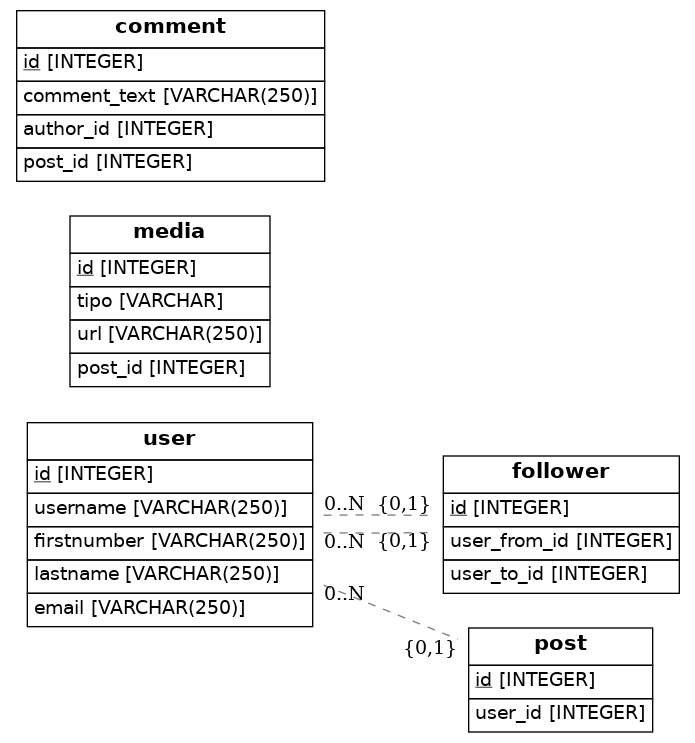 comment
id [INTEGER]
comment_text [VARCHAR(250)]
author_id [INTEGER]
post_id [INTEGER]
media
id [INTEGER]
tipo [VARCHAR]
url [VARCHAR(250)]
post_id [INTEGER]
user
id [INTEGER]
username [VARCHAR(250)]
firstnumber [VARCHAR(250)]
lastname [VARCHAR(250)]
email [VARCHAR(250)]
0..N {0,1}
0..N {0,1}
0..N
{0,1}
follower
id [INTEGER]
user_from_id [INTEGER]
user_to_id [INTEGER]
post
id [INTEGER]
user_id [INTEGER]